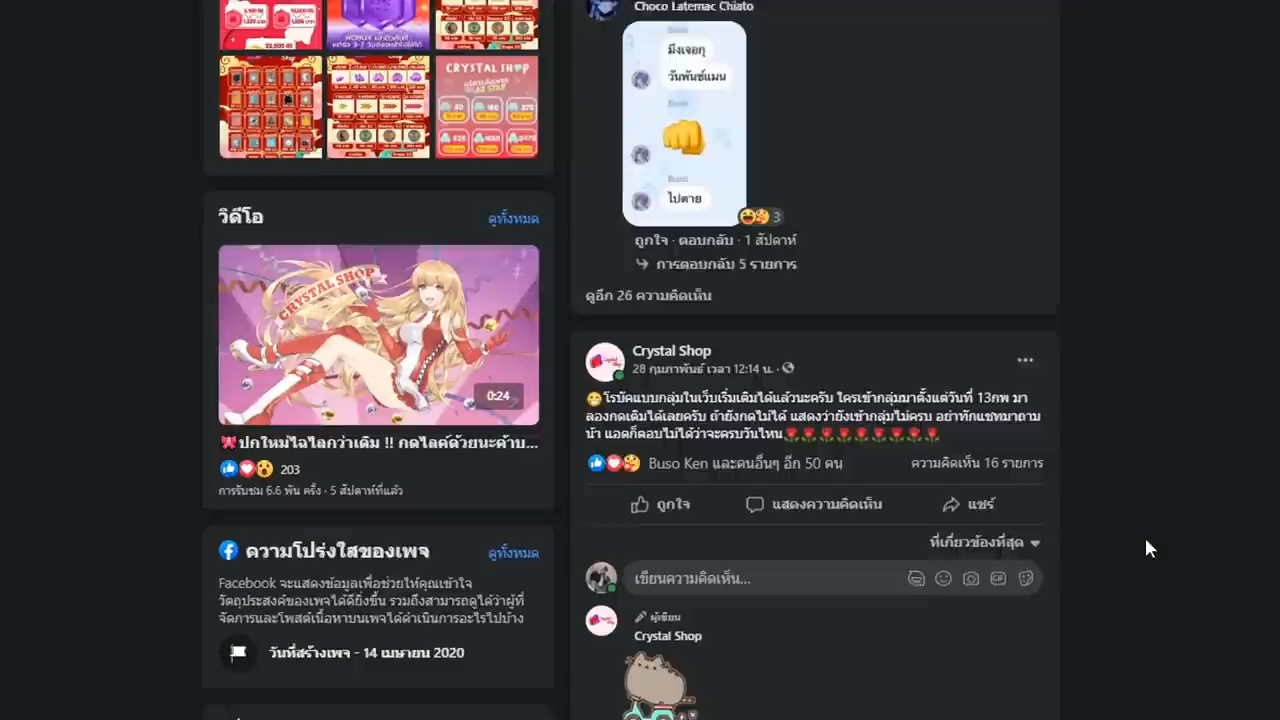 CRYSTAL SHOP
วิดีโอ
ดูทั้งหมด
CRYSTAL SHOP
0:24
🎀ปกใหม่ไฉไลกว่าเดิม !! กดไลค์ด้วยนะค้าบ...
203
การรับชม 6.6 พัน ครั้ง · 5 สัปดาห์ที่แล้ว
ความโปร่งใสของเพจ
ดูทั้งหมด
Facebook จะแสดงข้อมูลเพื่อช่วยให้คุณเข้าใจ
วัตถุประสงค์ของเพจได้ดียิ่งขึ้น รวมถึงสามารถดูได้ว่าผู้ที่
จัดการและโพสต์เนื้อหาบนเพจได้ดำเนินการอะไรไปบ้าง
วันที่สร้างเพจ - 14 เมษายน 2020
Choco Latemac Chiato
มึงเจอกุ
วันพันช์แมน
Buso
ไปตาย
3
ถูกใจ · ตอบกลับ · 1 สัปดาห์
การตอบกลับ 5 รายการ
ดูอีก 26 ความคิดเห็น
Crystal Shop
28 กุมภาพันธ์ เวลา 12:14 น. ·
😁โรบัคแบบกลุ่มในเว็บเริ่มเติมได้แล้วนะครับ ใครเข้ากลุ่มมาตั้งแต่วันที่ 13กพ มา
ลองกดเติมได้เลยครับ ถ้ายังกดไม่ได้ แสดงว่ายังเข้ากลุ่มไม่ครบ อย่าทักแชทมาถาม
น้า แอดก็ตอบไม่ได้ว่าจะครบวันไหน🌹🌹🌹🌹🌹🌹🌹🌹🌹
Buso Ken และคนอื่นๆ อีก 50 คน
ความคิดเห็น 16 รายการ
ถูกใจ
แสดงความคิดเห็น
แชร์
ที่เกี่ยวข้องที่สุด
เขียนความคิดเห็น...
ผู้เขียน
Crystal Shop